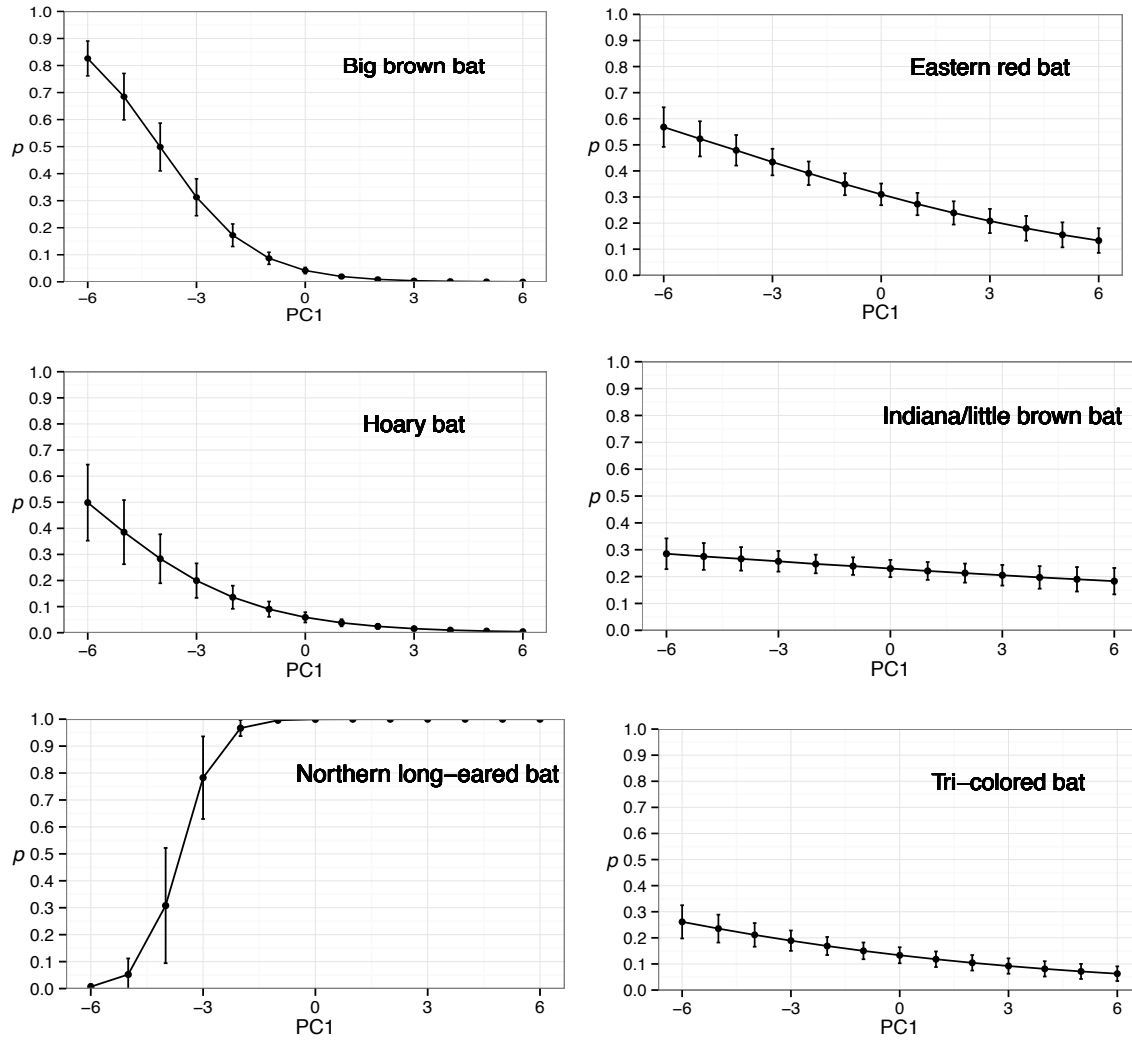 1.0
0.9
0.8
0.7
0.6
p 0.5
0.4
0.3
0.2
0.1
0.0
Big brown bat
−6 −3 0 3 6
PC1
1.0
0.9
0.8
0.7
0.6
p 0.5
0.4
0.3
0.2
0.1
0.0
Eastern red bat
−6 −3 0 3 6
PC1
1.0
0.9
0.8
0.7
0.6
p 0.5
0.4
0.3
0.2
0.1
0.0
Hoary bat
−6 −3 0 3 6
PC1
1.0
0.9
0.8
0.7
0.6
p 0.5
0.4
0.3
0.2
0.1
0.0
Indiana/little brown bat
−6 −3 0 3 6
PC1
1.0
0.9
0.8
0.7
0.6
p 0.5
0.4
0.3
0.2
0.1
0.0
Northern long−eared bat
−6 −3 0 3 6
PC1
1.0
0.9
0.8
0.7
0.6
p 0.5
0.4
0.3
0.2
0.1
0.0
Tri−colored bat
−6 −3 0 3 6
PC1